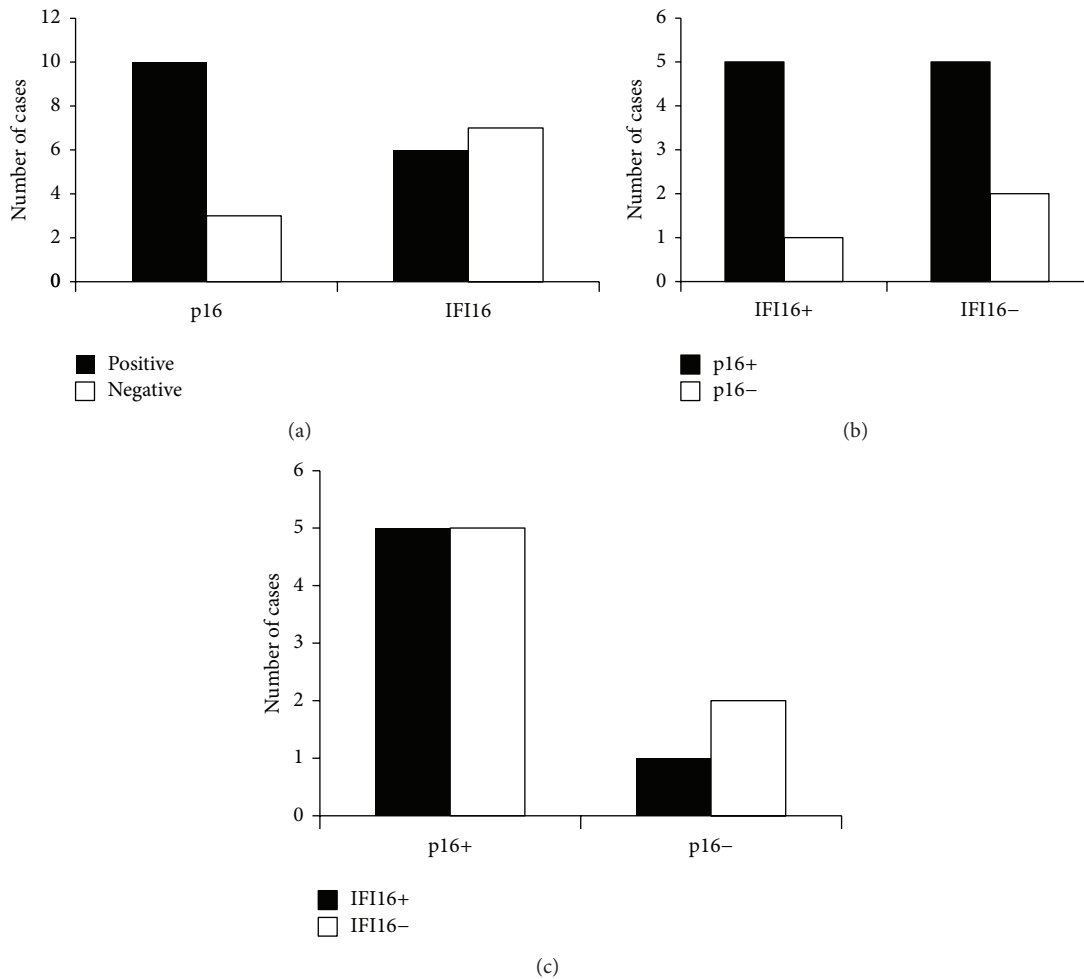 12
10
8
6
4
2
0
Number of cases
p16
IFI16
Positive
Negative
(a)
6
5
4
3
2
1
0
Number of cases
IFI16+
IFI16−
p16+
p16−
(b)
6
5
4
3
2
1
0
Number of cases
p16+
p16−
IFI16+
IFI16−
(c)